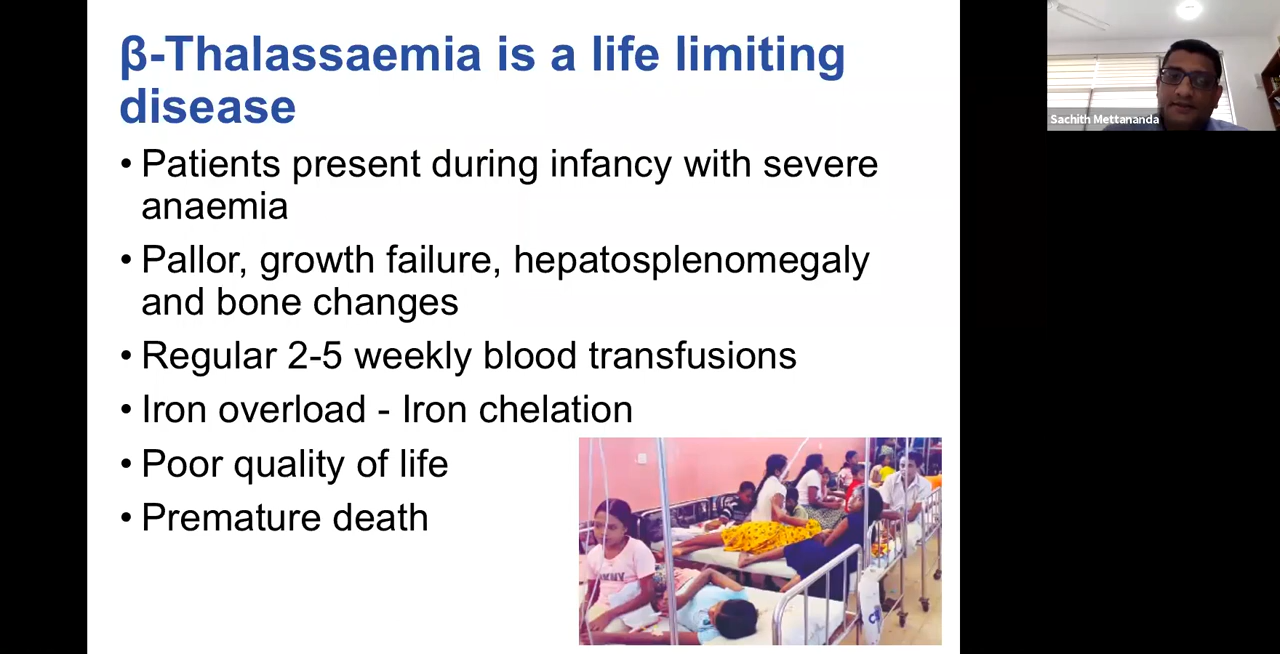 β-Thalassaemia is a life limiting
disease
• Patients present during infancy with severe
anaemia
• Pallor, growth failure, hepatosplenomegaly
and bone changes
• Regular 2-5 weekly blood transfusions
• Iron overload - Iron chelation
• Poor quality of life
• Premature death
Sachith Mettananda